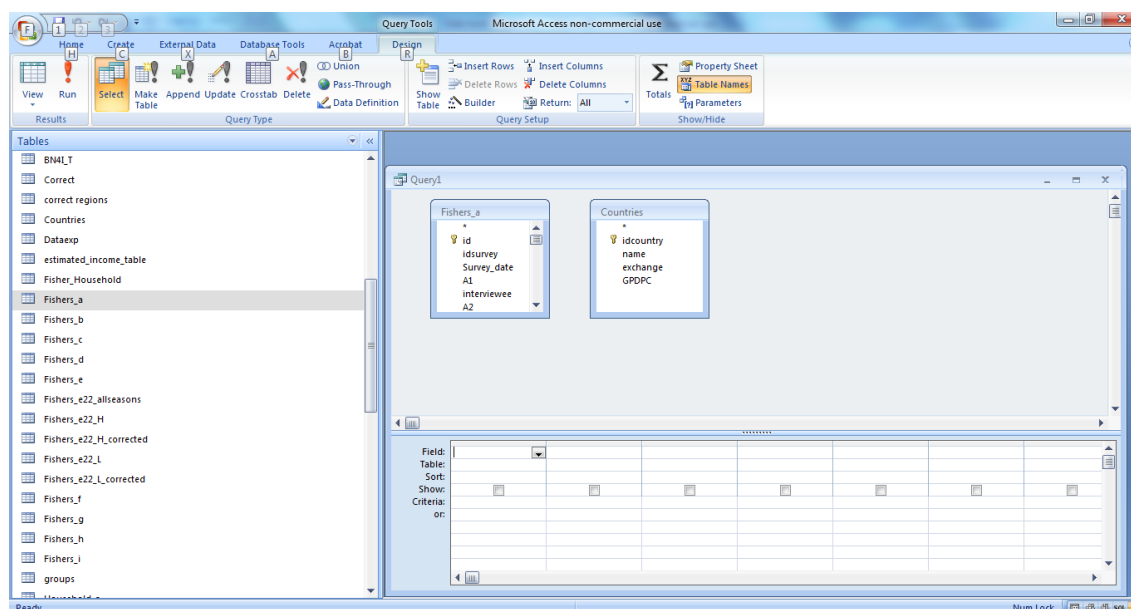 Query Tools Microsoft Access non-commercial use
1 2 3
F
Home Create External Data Database Tools Acrobat Design
H C X A B R
View Run Select Make Table Append Update Crosstab Delete Union Pass-Through Data Definition Show Table Insert Rows Delete Rows Builder Insert Columns Delete Columns Return: All Totals Property Sheet Table Names Parameters
Results Query Type Query Setup Show/Hide
Tables
BN4I_T
Correct
correct regions
Countries
Dataexp
estimated_income_table
Fisher_Household
Fishers_a
Fishers_b
Fishers_c
Fishers_d
Fishers_e
Fishers_e22_allseasons
Fishers_e22_H
Fishers_e22_H_corrected
Fishers_e22_L
Fishers_e22_L_corrected
Fishers_f
Fishers_g
Fishers_h
Fishers_i
groups
Query1
Fishers_a
*
id
idsurvey
Survey_date
A1
interviewee
A2
Countries
*
idcountry
name
exchange
GPDPC
Field:
Table:
Sort:
Show:
Criteria:
or:
Ready Num Lock